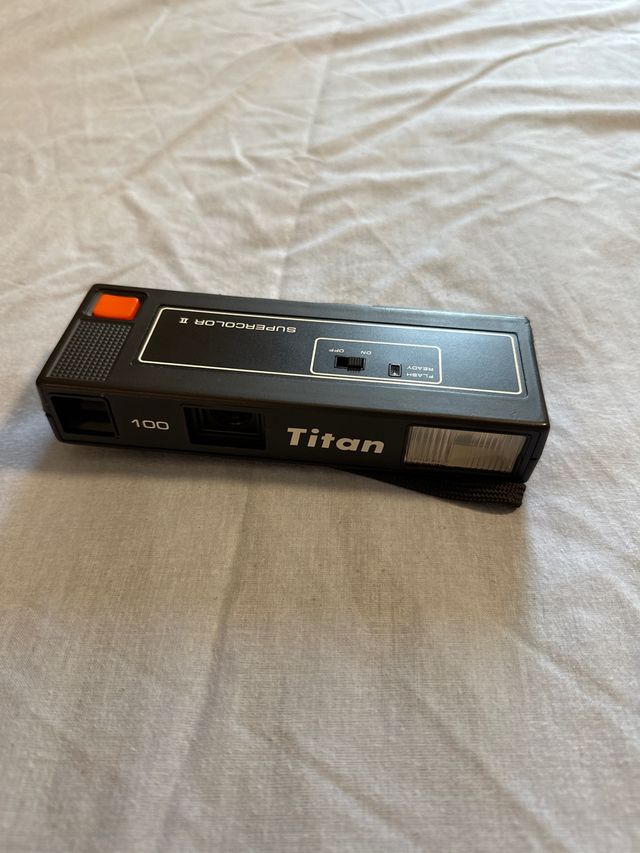 SUPERCOLOR II
OFF ON
FLASH
READY
100
Titan